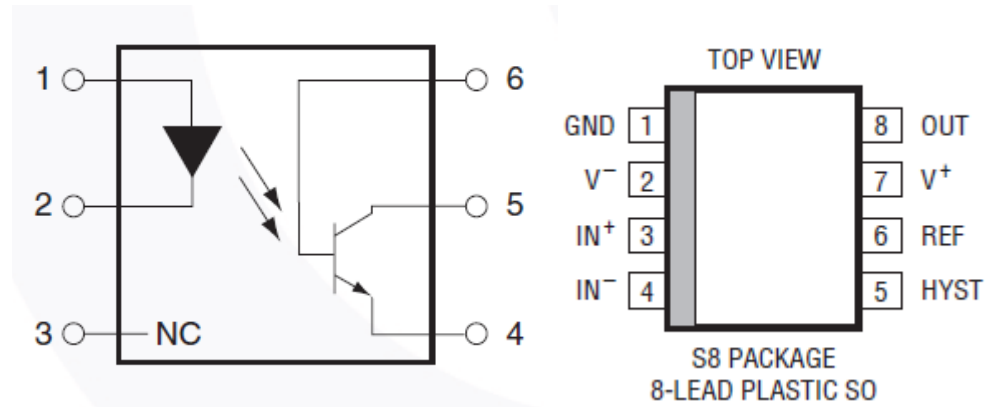 1
6
2
5
3
NC
4
TOP VIEW
GND 1
8 OUT
V⁻ 2
7 V⁺
IN⁺ 3
6 REF
IN⁻ 4
5 HYST
S8 PACKAGE
8-LEAD PLASTIC SO